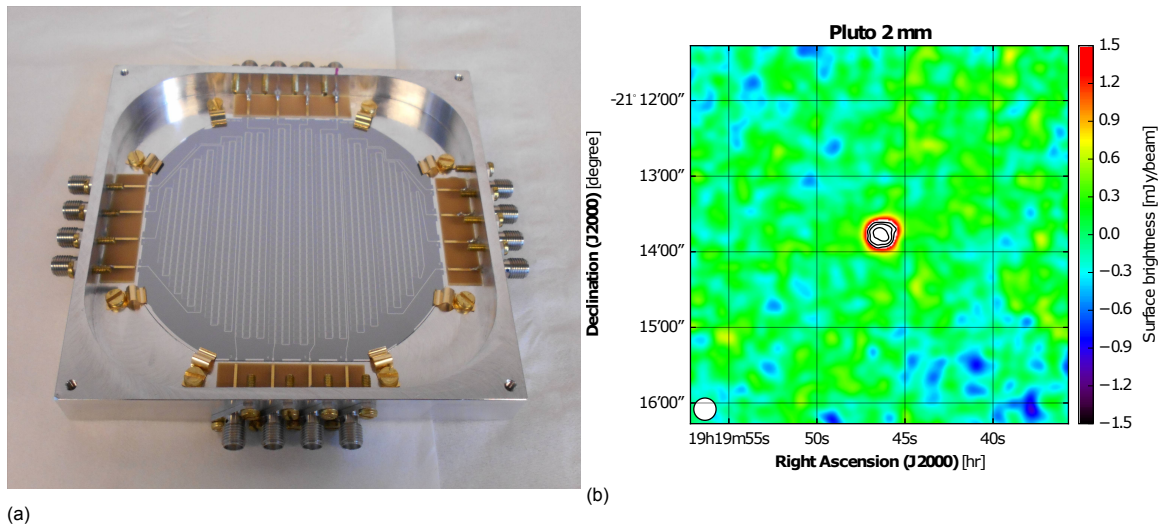 Pluto 2 mm
-21°12′00″
13′00″
14′00″
15′00″
16′00″
Declination (J2000) [degree]
19h19m55s
50s
45s
40s
Right Ascension (J2000) [hr]
1.5
1.2
0.9
0.6
0.3
0.0
−0.3
−0.6
−0.9
−1.2
−1.5
Surface brightness [mJy/beam]
(a)
(b)